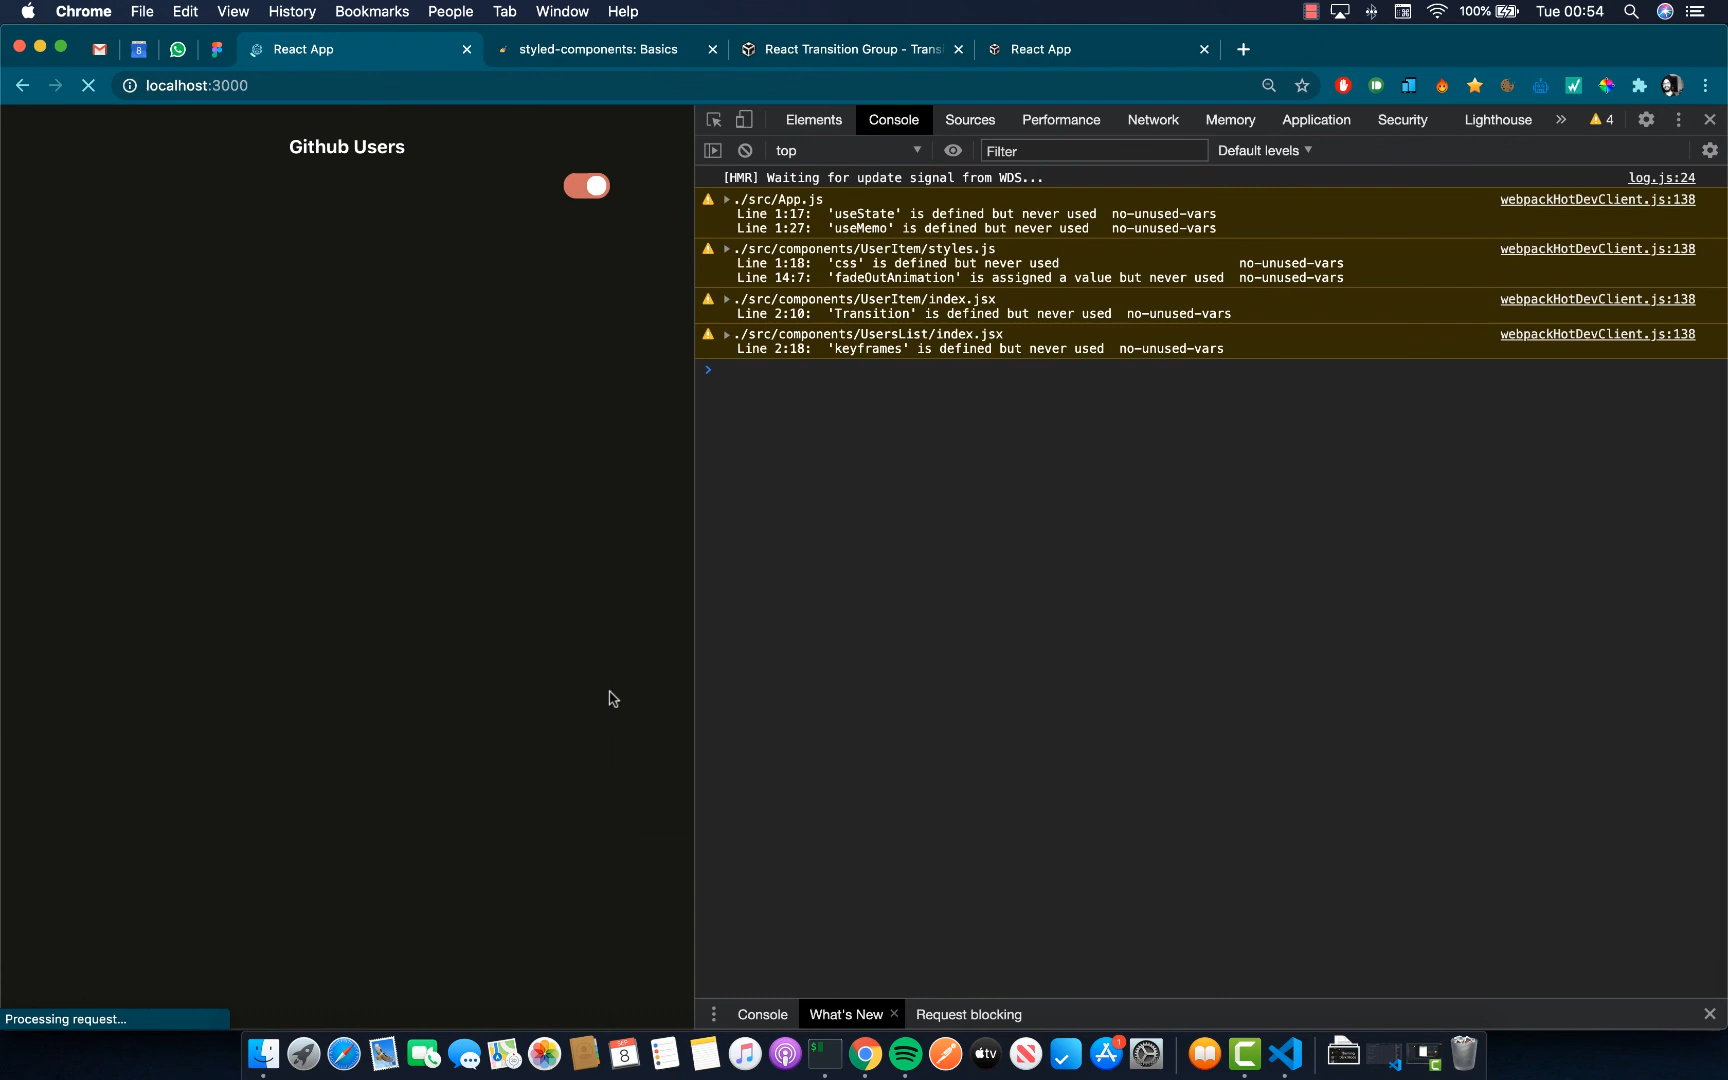 Chrome File Edit View History Bookmarks People Tab Window Help 100% Tue 00:54
8 React App styled-components: Basics React Transition Group - Trans React App
localhost:3000
Github Users
Elements Console Sources Performance Network Memory Application Security Lighthouse 4
top Filter Default levels
[HMR] Waiting for update signal from WDS... log.js:24
./src/App.js webpackHotDevClient.js:138
Line 1:17: 'useState' is defined but never used no-unused-vars
Line 1:27: 'useMemo' is defined but never used no-unused-vars
./src/components/UserItem/styles.js webpackHotDevClient.js:138
Line 1:18: 'css' is defined but never used no-unused-vars
Line 14:7: 'fadeOutAnimation' is assigned a value but never used no-unused-vars
./src/components/UserItem/index.jsx webpackHotDevClient.js:138
Line 2:10: 'Transition' is defined but never used no-unused-vars
./src/components/UsersList/index.jsx webpackHotDevClient.js:138
Line 2:18: 'keyframes' is defined but never used no-unused-vars
Console What's New Request blocking
Processing request...
SEP
8 tv 1